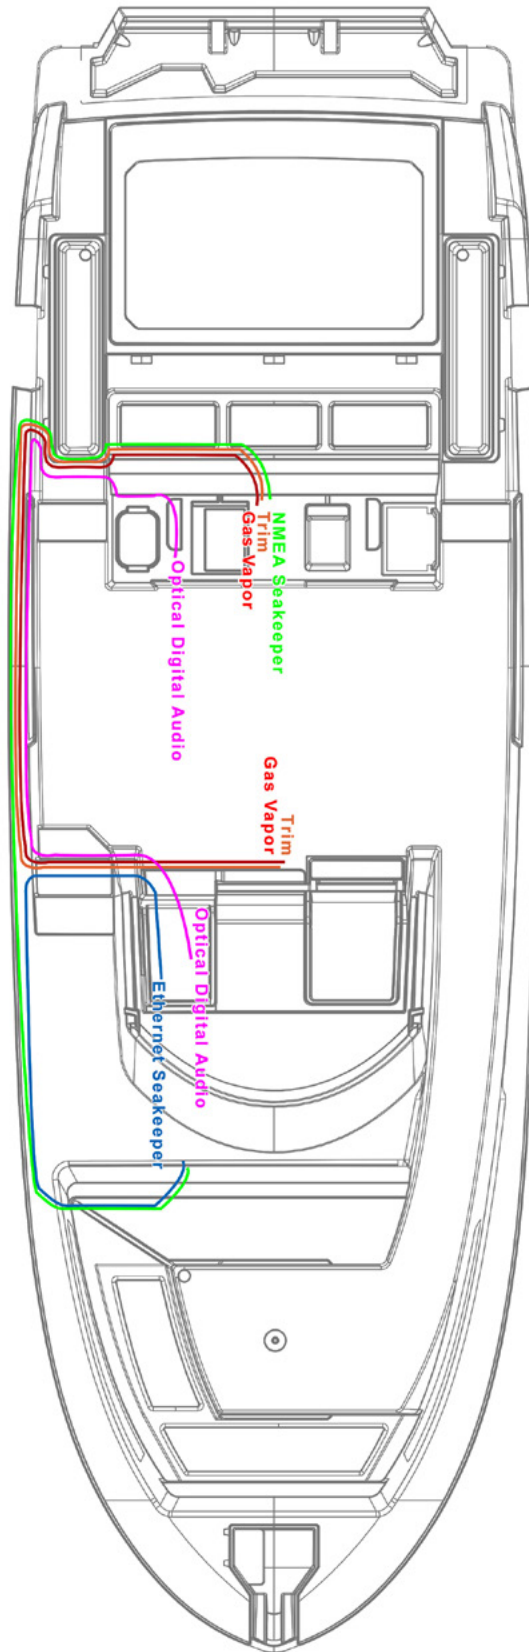 NMEA Seakeeper
Trim
Gas Vapor
Optical Digital Audio
Trim
Gas Vapor
Optical Digital Audio
Ethernet Seakeeper